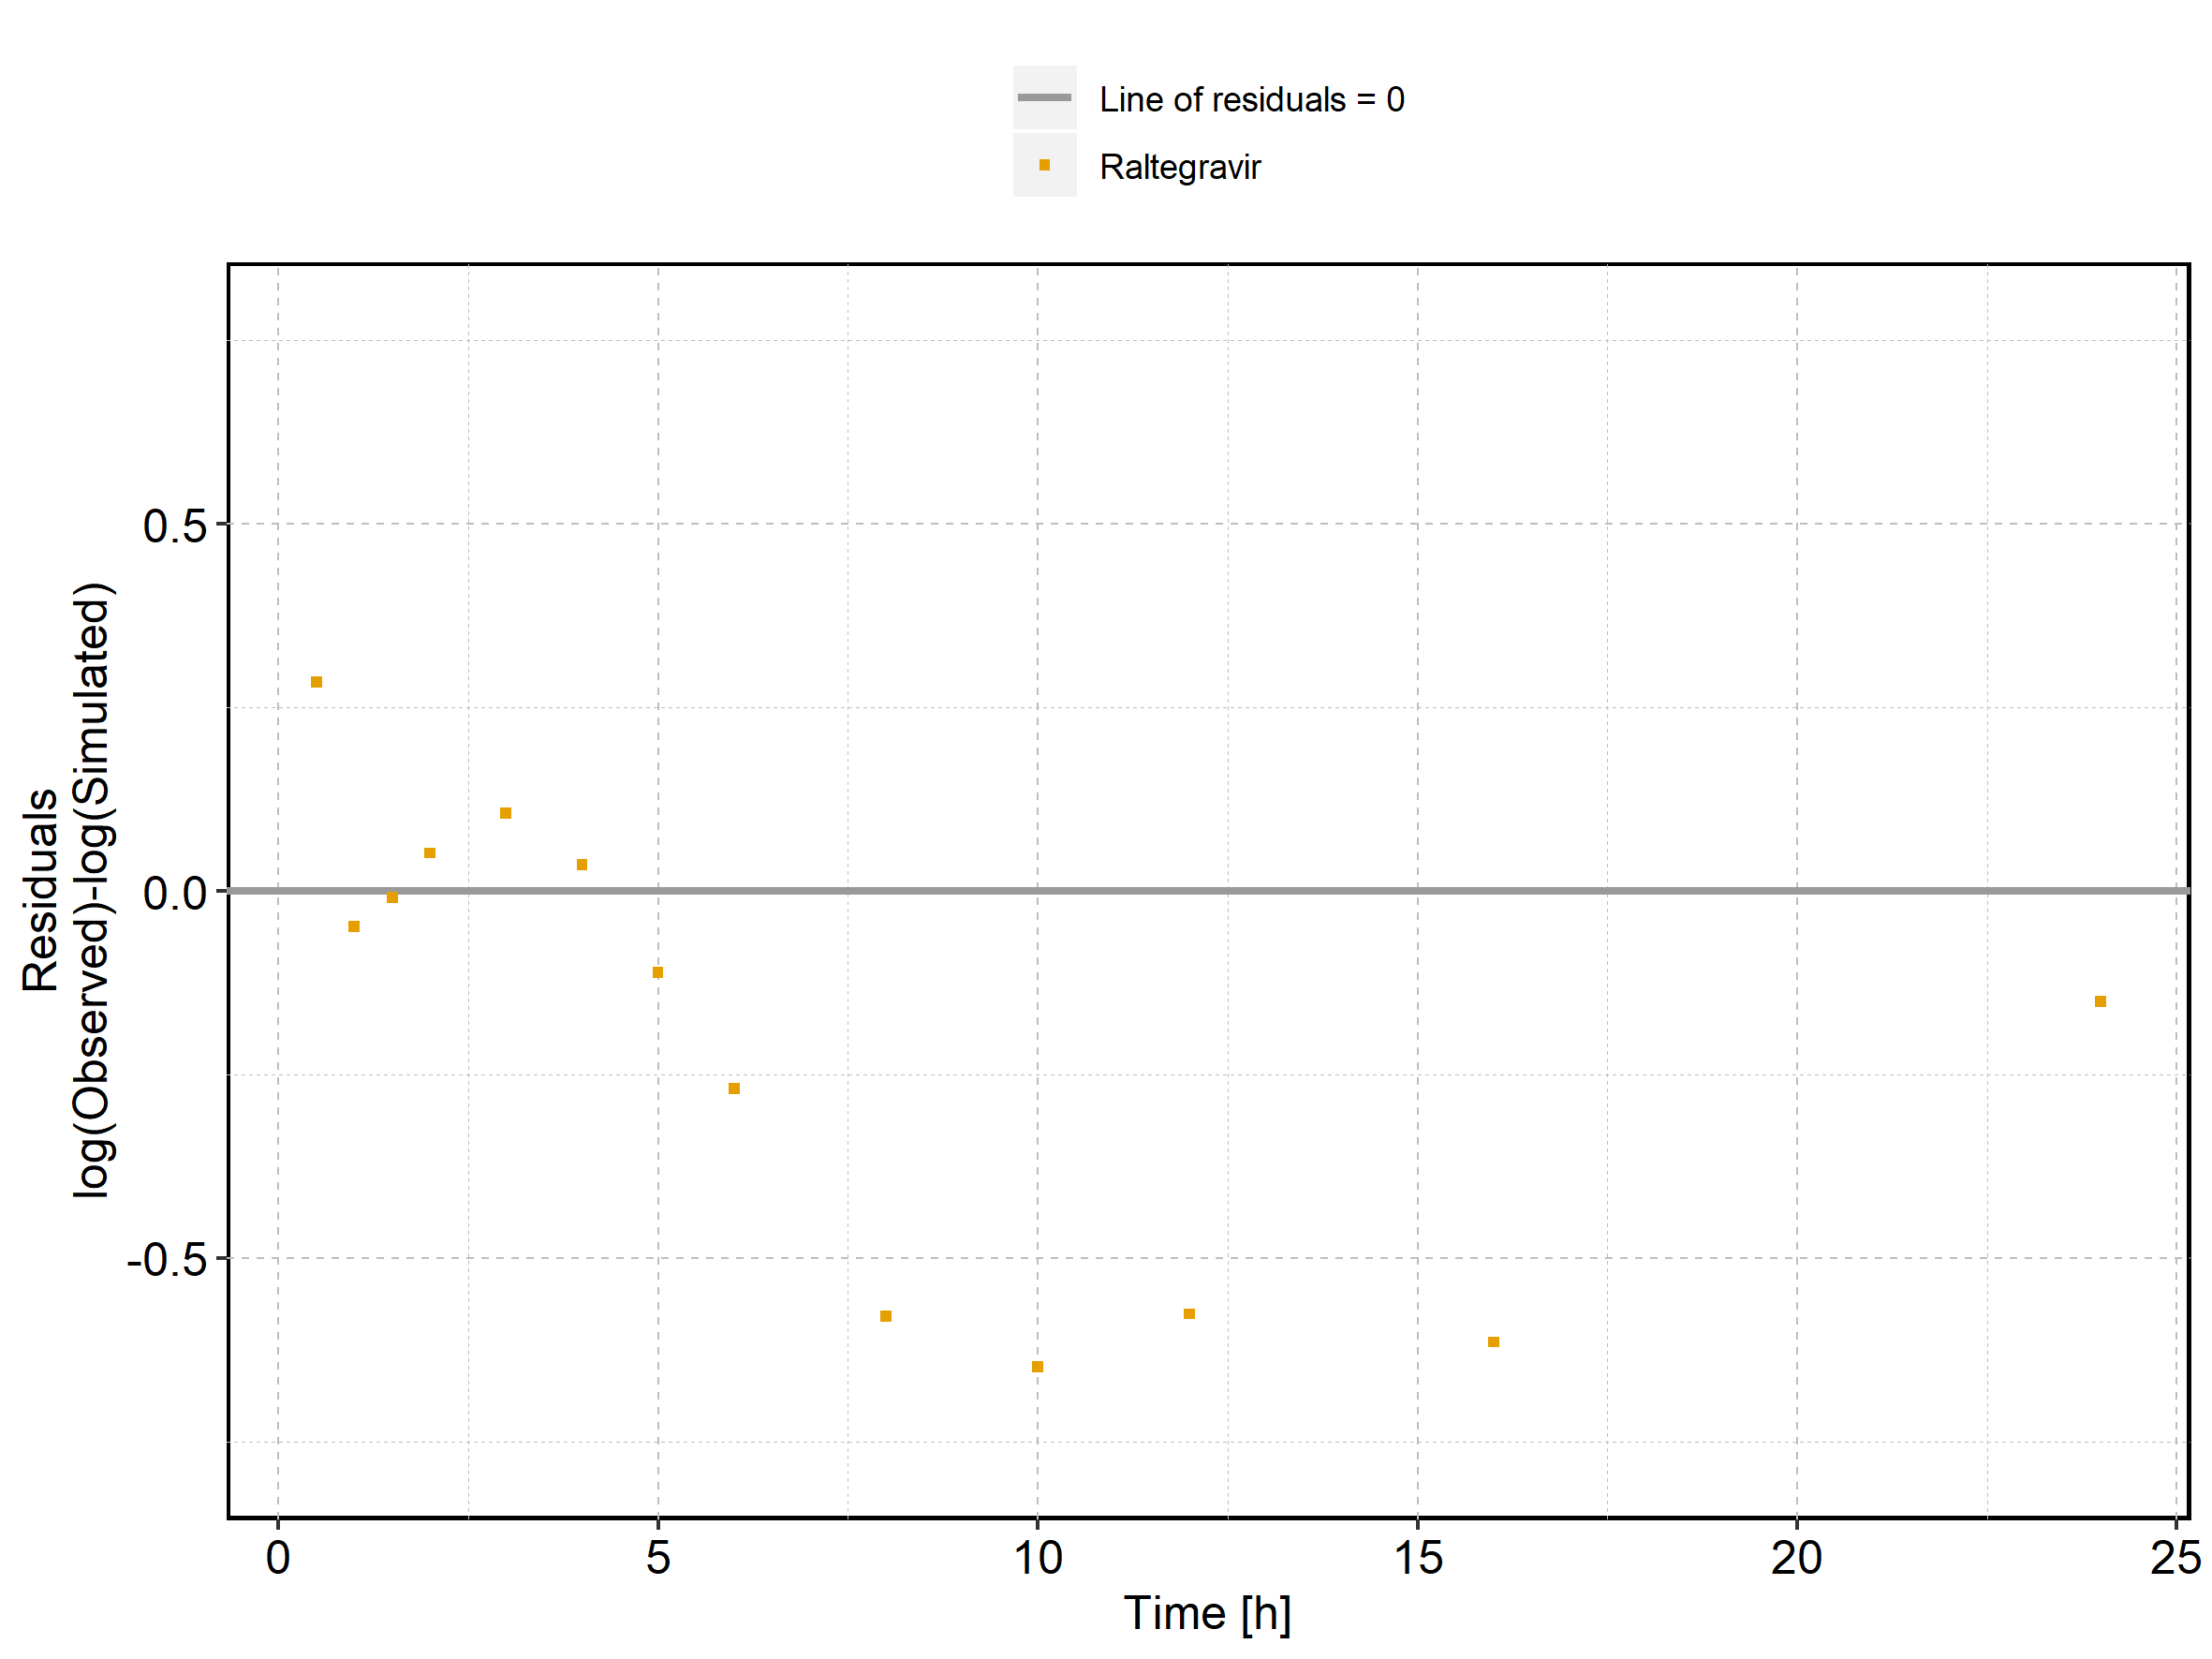 Line of residuals = 0
Raltegravir
Residuals
log(Observed)-log(Simulated)
0.5
0.0
-0.5
0 5 10 15 20 25
Time [h]